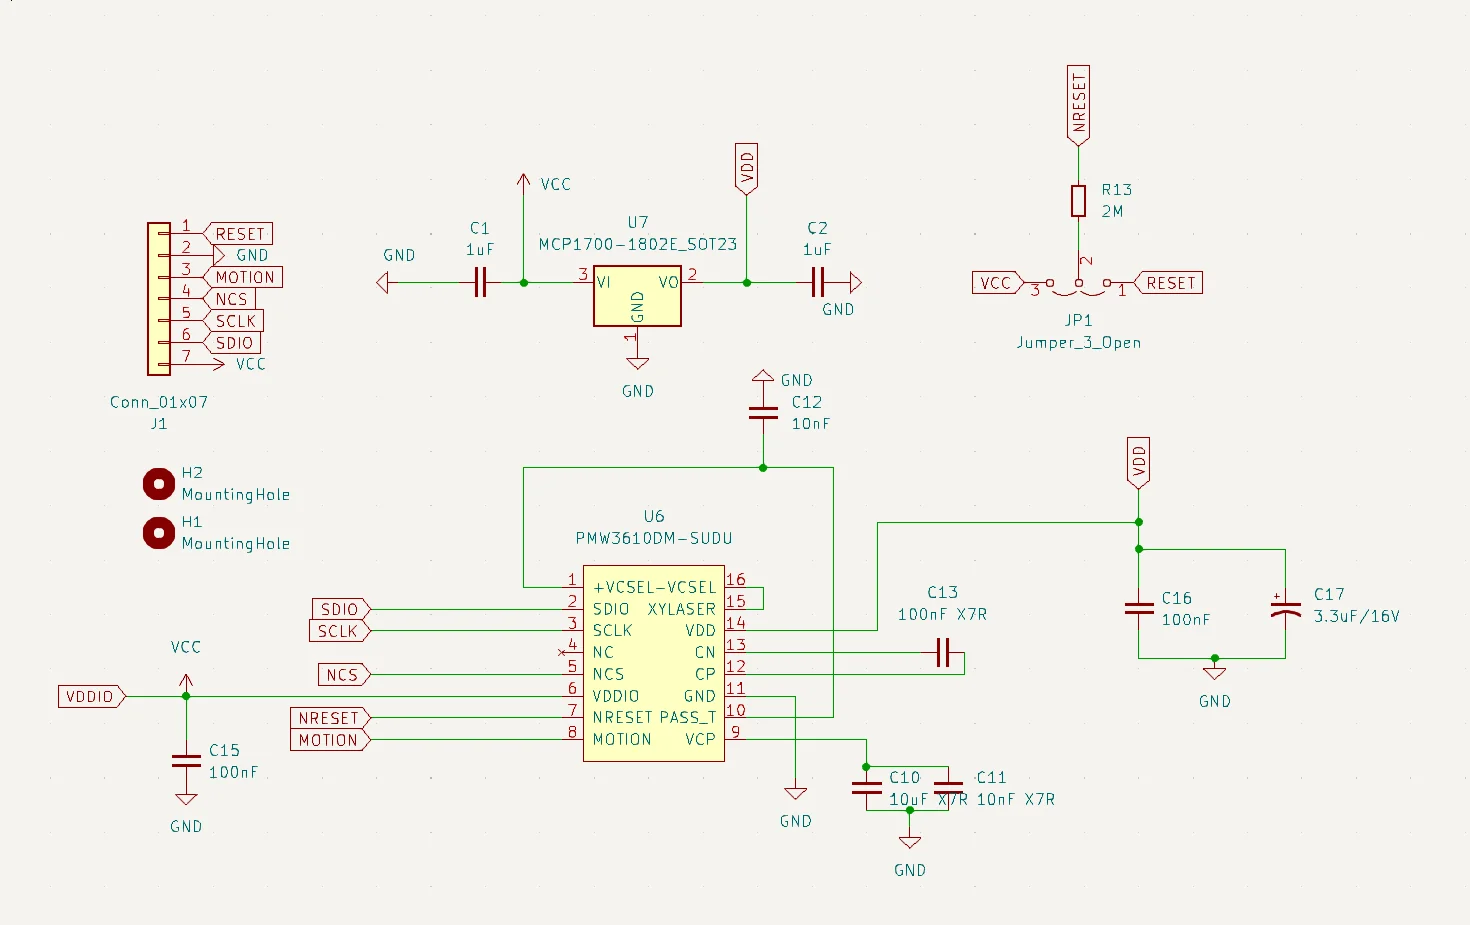 NRESET
R13
2M
2
VCC
3
1
RESET
JP1
Jumper_3_Open
VDD
VCC
GND
C1
1uF
U7
MCP1700-1802E_SOT23
3
VI
VO
2
GND
1
GND
C2
1uF
GND
1
RESET
2
GND
3
MOTION
4
NCS
5
SCLK
6
SDIO
7
VCC
Conn_01x07
J1
H2
MountingHole
H1
MountingHole
GND
C12
10nF
U6
PMW3610DM-SUDU
1 +VCSEL -VCSEL 16
SDIO 2 SDIO XYLASER 15
SCLK 3 SCLK VDD 14
4 NC CN 13
NCS 5 NCS CP 12
VDDIO 6 VDDIO GND 11
NRESET 7 NRESET PASS_T 10
MOTION 8 MOTION VCP 9
VCC
C15
100nF
GND
C13
100nF X7R
GND
C10
10uF X7R
C11
10nF X7R
GND
VDD
C16
100nF
+
C17
3.3uF/16V
GND